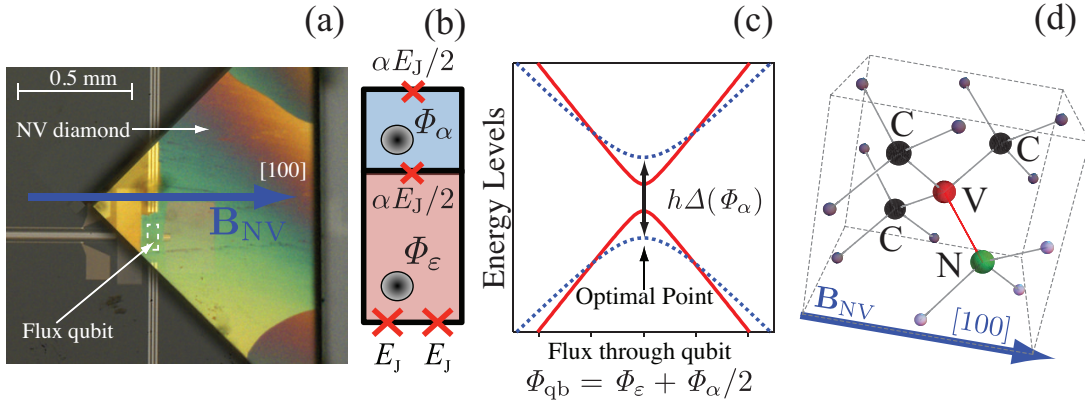 (a)
0.5 mm
NV diamond
[100]
B_NV
Flux qubit
(b)
αE_J/2
Φ_α
αE_J/2
Φ_ε
E_J E_J
(c)
Energy Levels
hΔ(Φ_α)
Optimal Point
Flux through qubit
Φ_qb = Φ_ε + Φ_α/2
(d)
C
C
V
C
N
B_NV
[100]